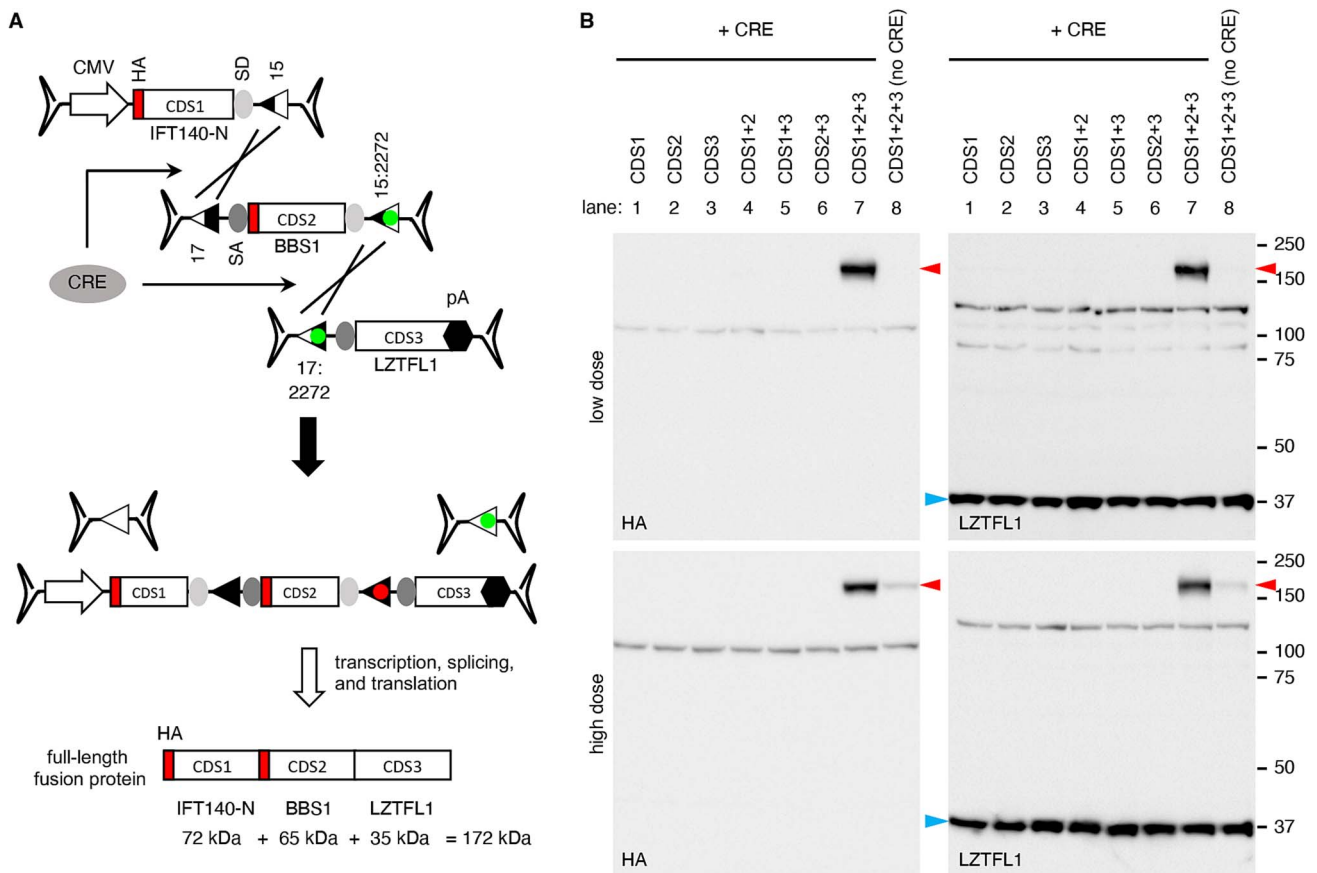 A
CMV
HA
SD
15
CDS1
IFT140-N
15:2272
CDS2
BBS1
17
SA
CRE
pA
CDS3
LZTFL1
17:
2272
CDS1
CDS2
CDS3
transcription, splicing,
and translation
HA
full-length
fusion protein
CDS1 CDS2 CDS3
IFT140-N BBS1 LZTFL1
72 kDa + 65 kDa + 35 kDa = 172 kDa
B
+ CRE
+ CRE
CDS1
CDS2
CDS3
CDS1+2
CDS1+3
CDS2+3
CDS1+2+3
CDS1+2+3 (no CRE)
CDS1
CDS2
CDS3
CDS1+2
CDS1+3
CDS2+3
CDS1+2+3
CDS1+2+3 (no CRE)
lane: 1 2 3 4 5 6 7 8
1 2 3 4 5 6 7 8
low dose
HA
LZTFL1
250
150
100
75
50
37
high dose
HA
LZTFL1
250
150
100
75
50
37